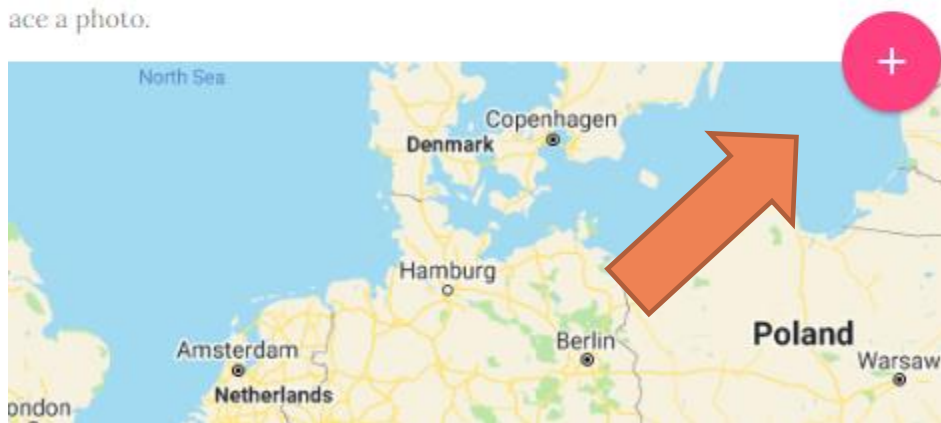 ace a photo.
+
North Sea
Copenhagen
Denmark
Hamburg
Berlin
Poland
Amsterdam
Warsaw
Netherlands
ondon